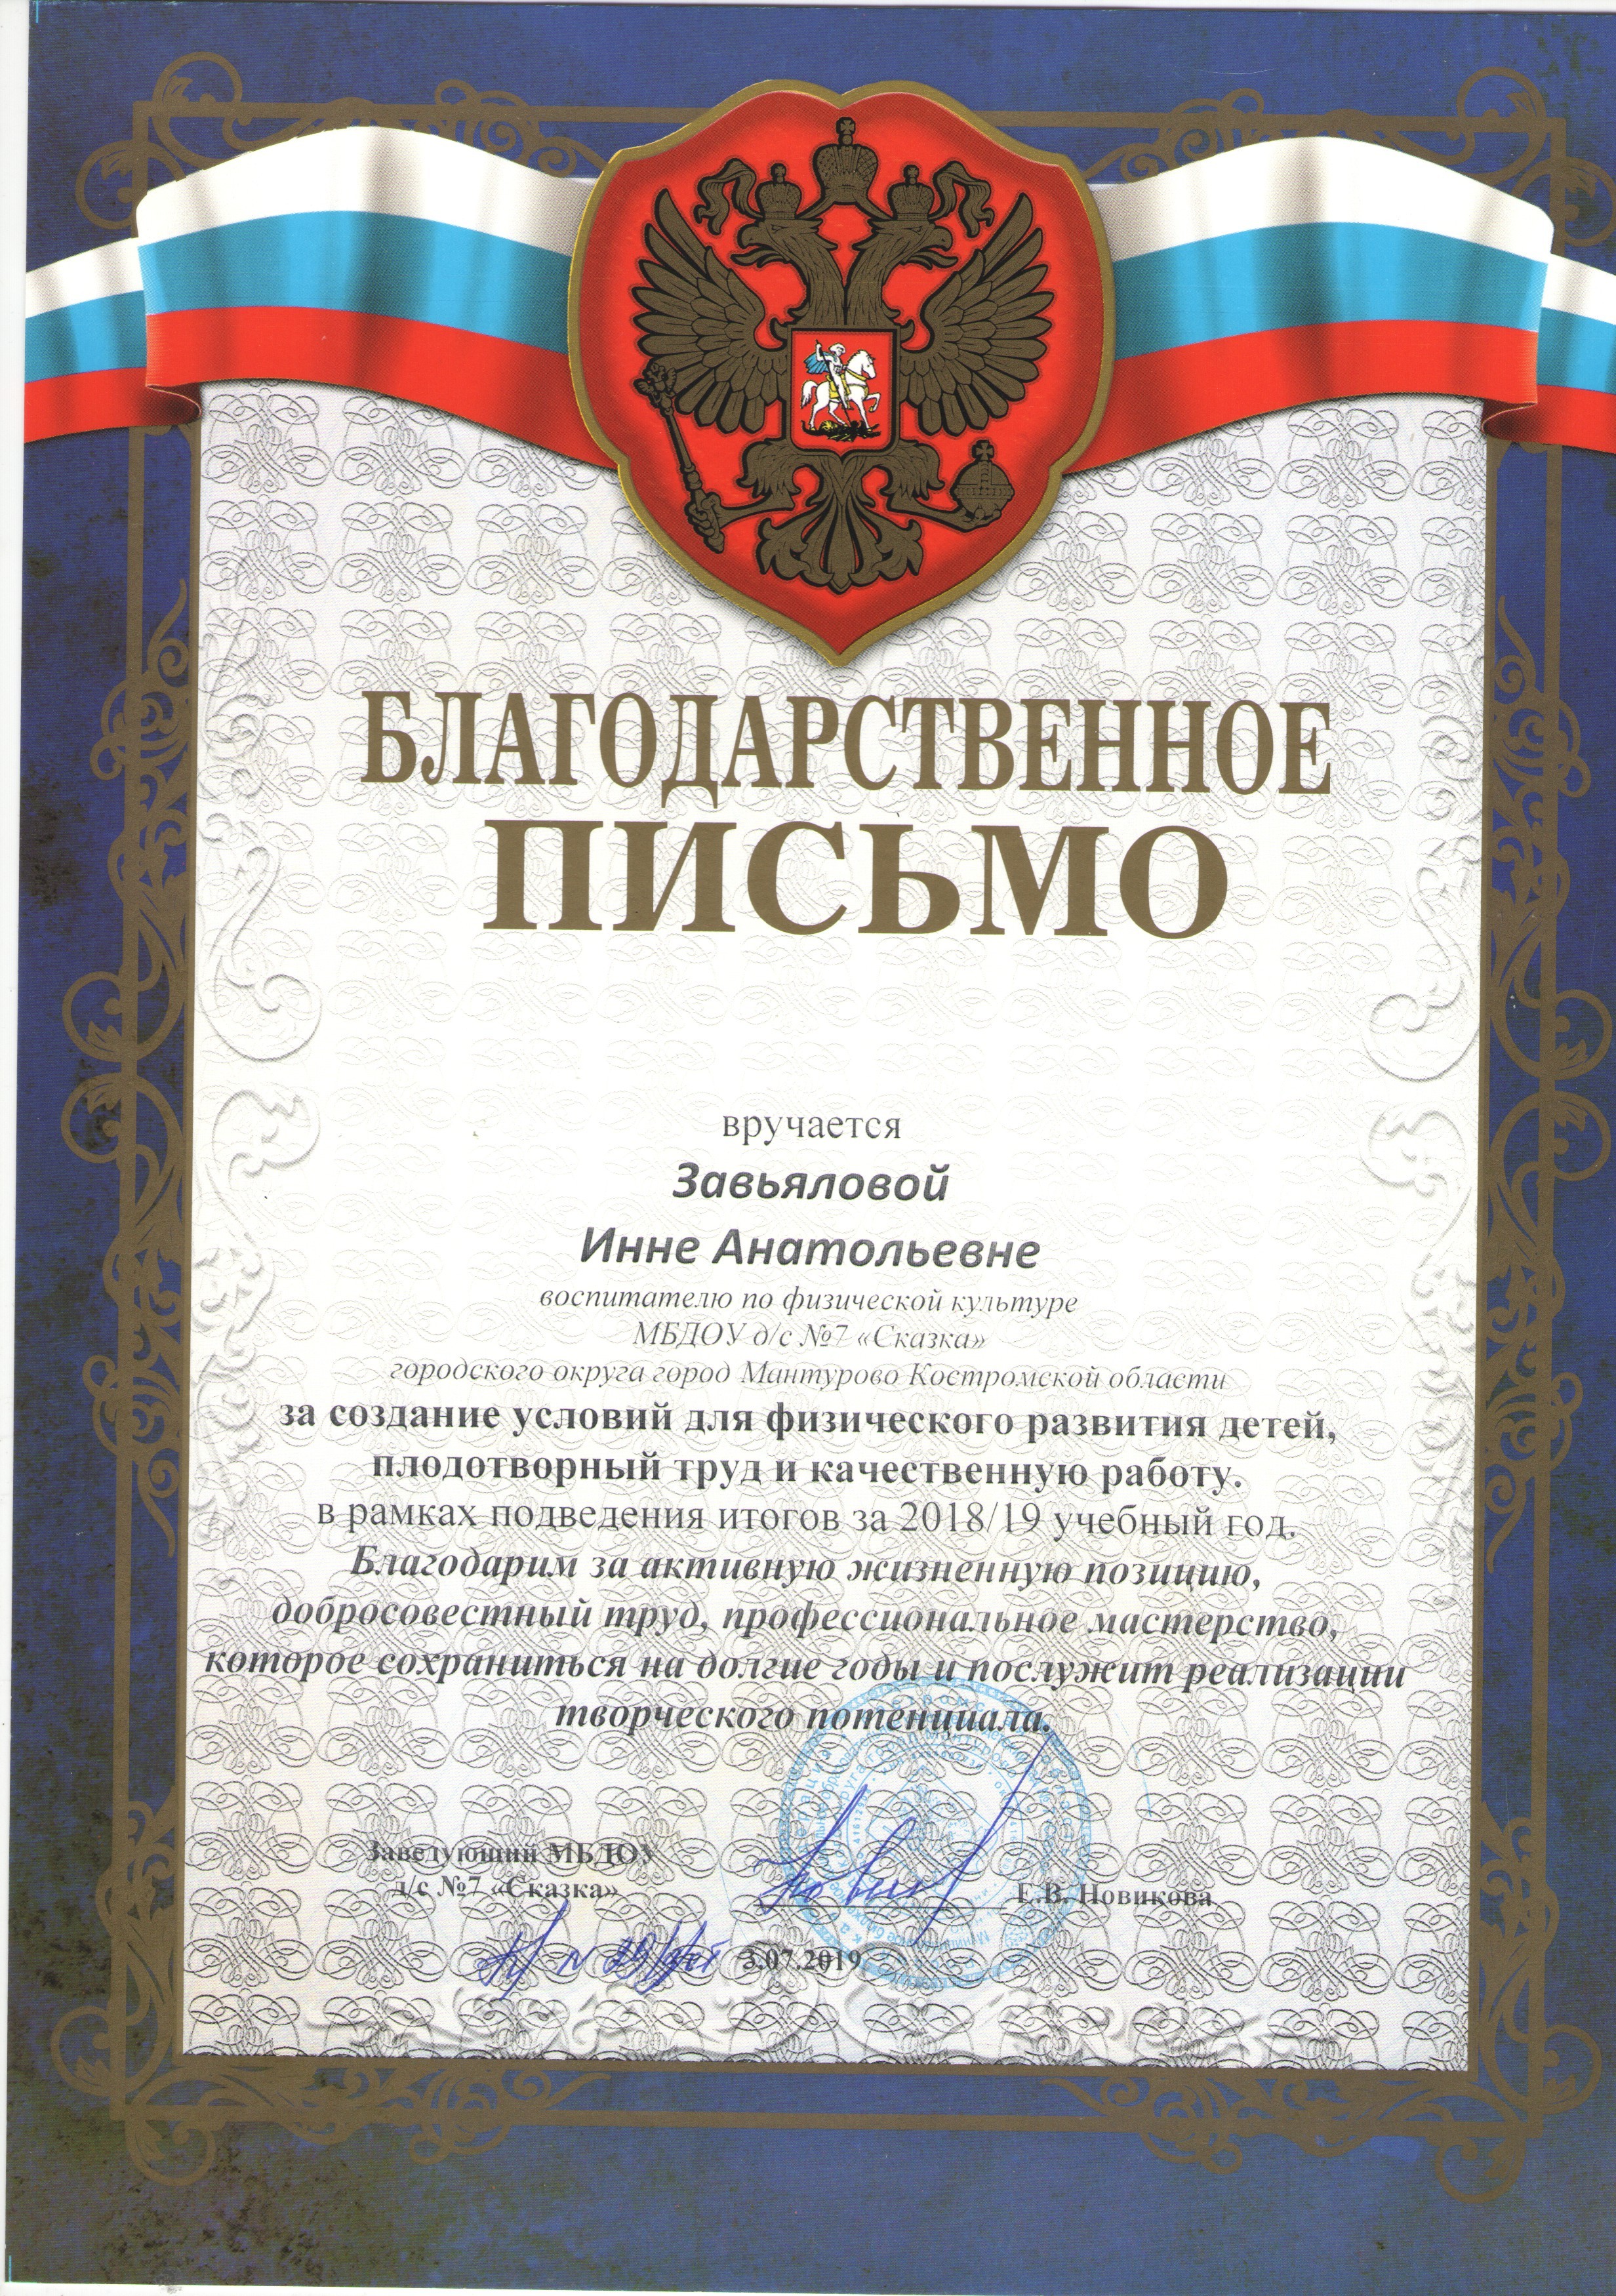 БЛАГОДАРСТВЕННОЕ
ПИСЬМО
вручается
Завьяловой
Инне Анатольевне
воспитателю по физической культуре
МБДОУ д/с №7 «Сказка»
городского округа город Мантурово Костромской области
за создание условий для физического развития детей,
плодотворный труд и качественную работу.
в рамках подведения итогов за 2018/19 учебный год.
Благодарим за активную жизненную позицию,
добросовестный труд, профессиональное мастерство,
которое сохраниться на долгие годы и послужит реализации
творческого потенциала.
Заведующий МБДОУ
д/с №7 «Сказка»
Е.В. Новикова
3.07.2019